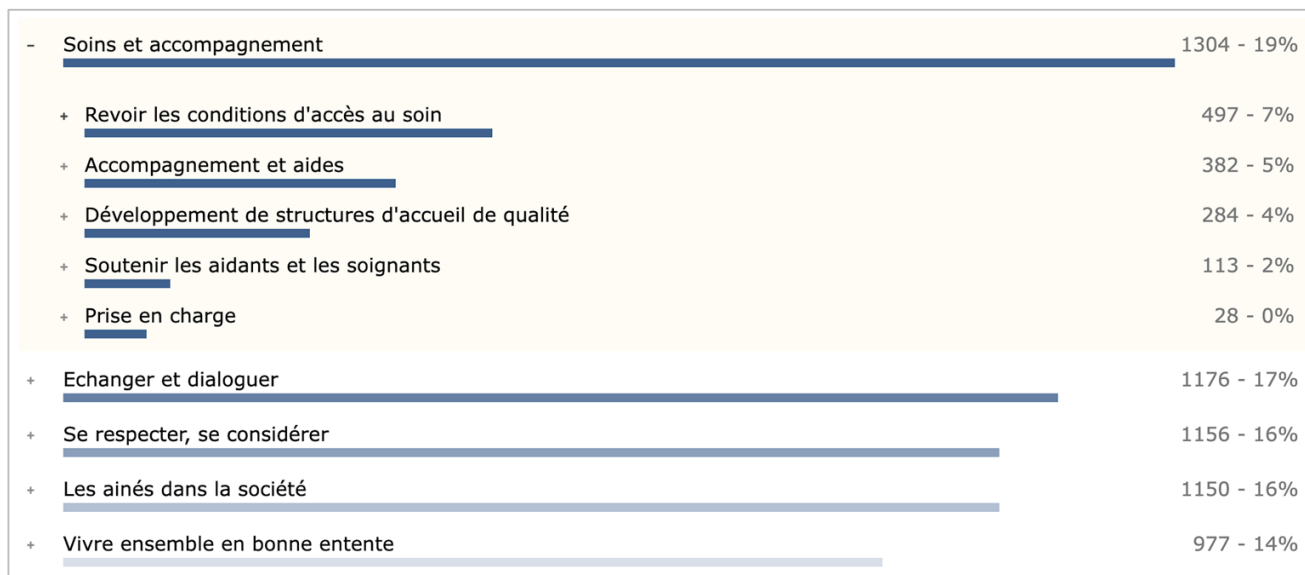 - Soins et accompagnement 1304 - 19%
+ Revoir les conditions d'accès au soin 497 - 7%
+ Accompagnement et aides 382 - 5%
+ Développement de structures d'accueil de qualité 284 - 4%
+ Soutenir les aidants et les soignants 113 - 2%
+ Prise en charge 28 - 0%
+ Echanger et dialoguer 1176 - 17%
+ Se respecter, se considérer 1156 - 16%
+ Les ainés dans la société 1150 - 16%
+ Vivre ensemble en bonne entente 977 - 14%